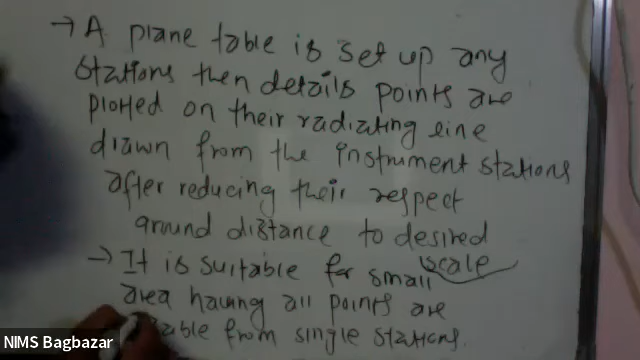 → A plane table is set up any
stations then details points are
plotted on their radiating line
drawn from the instrument stations
after reducing their respect
ground distance to desired
scale
→ It is suitable for small
area having all points are
from single stations.
NIMS Bagbazar